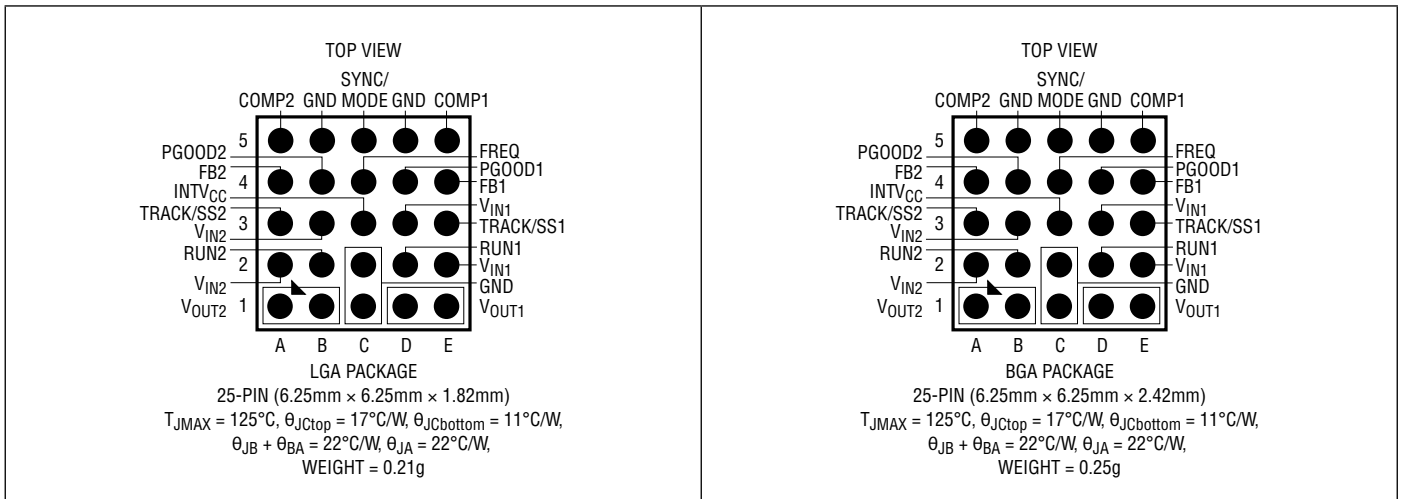 TOP VIEW
SYNC/
COMP2 GND MODE GND COMP1
5
PGOOD2
FREQ
PGOOD1
FB2
4
FB1
INTVCC
VIN1
TRACK/SS2
3
TRACK/SS1
VIN2
RUN2
RUN1
2
VIN1
VIN2
GND
VOUT2
1
VOUT1
A B C D E
LGA PACKAGE
25-PIN (6.25mm × 6.25mm × 1.82mm)
TJMAX = 125°C, θJCtop = 17°C/W, θJCbottom = 11°C/W,
θJB + θBA = 22°C/W, θJA = 22°C/W,
WEIGHT = 0.21g
TOP VIEW
SYNC/
COMP2 GND MODE GND COMP1
5
PGOOD2
FREQ
PGOOD1
FB2
4
FB1
INTVCC
VIN1
TRACK/SS2
3
TRACK/SS1
VIN2
RUN2
RUN1
2
VIN1
VIN2
GND
VOUT2
1
VOUT1
A B C D E
BGA PACKAGE
25-PIN (6.25mm × 6.25mm × 2.42mm)
TJMAX = 125°C, θJCtop = 17°C/W, θJCbottom = 11°C/W,
θJB + θBA = 22°C/W, θJA = 22°C/W,
WEIGHT = 0.25g